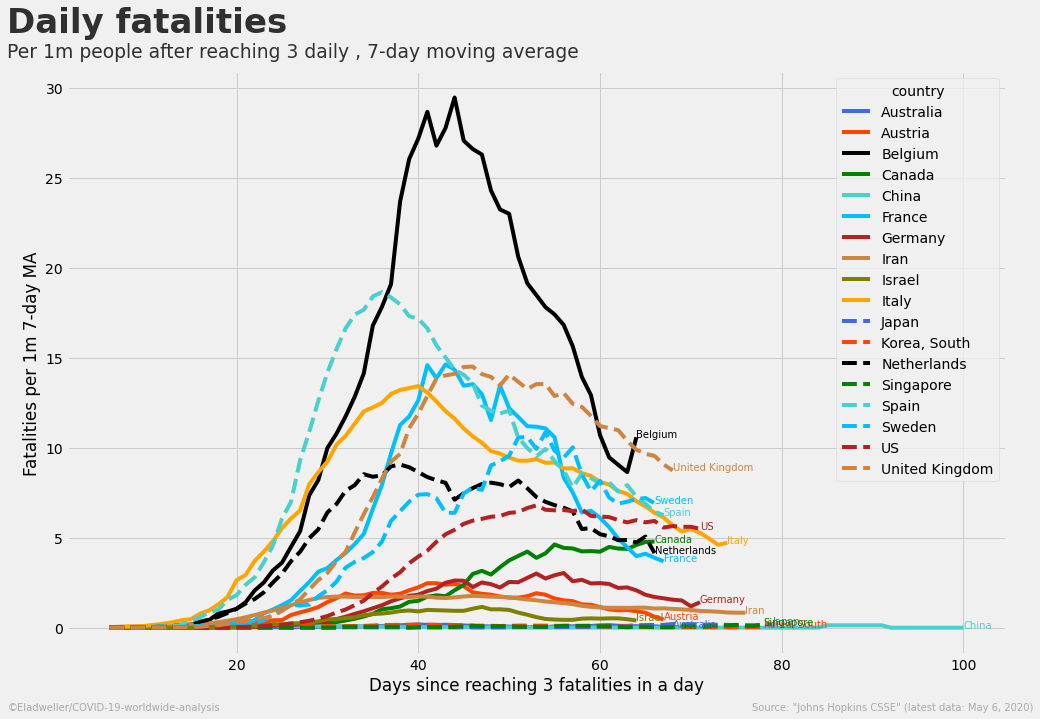 Daily fatalities
Per 1m people after reaching 3 daily , 7-day moving average
Fatalities per 1m 7-day MA
30
25
20
15
10
5
0
20
40
60
80
100
Days since reaching 3 fatalities in a day
country
Australia
Austria
Belgium
Canada
China
France
Germany
Iran
Israel
Italy
Japan
Korea, South
Netherlands
Singapore
Spain
Sweden
US
United Kingdom
Belgium
United Kingdom
Sweden
Spain
US
Italy
Canada
Netherlands
France
Germany
Iran
Israel
Austria
Australia
Singapore
South
China
©Eladweller/COVID-19-worldwide-analysis
Source: "Johns Hopkins CSSE" (latest data: May 6, 2020)